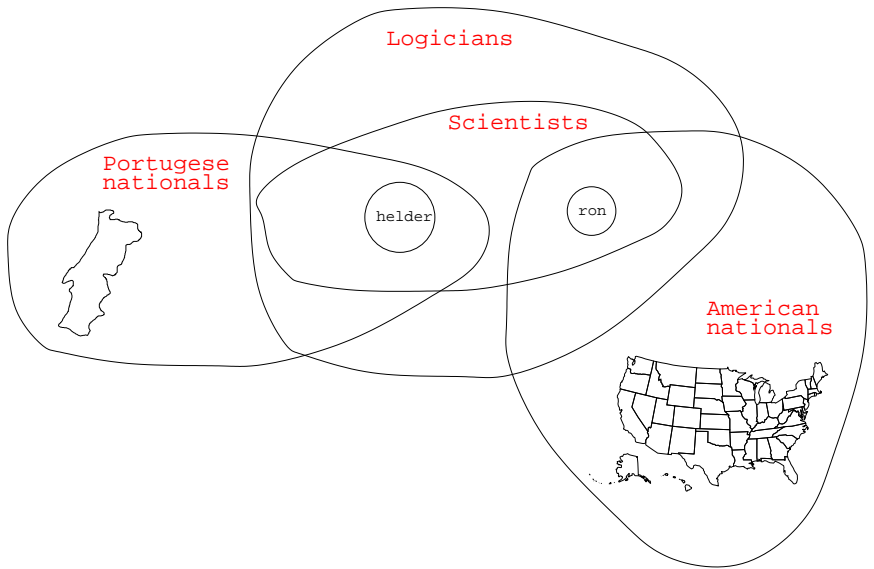 Logicians
Scientists
Portugese
nationals
helder
ron
American
nationals